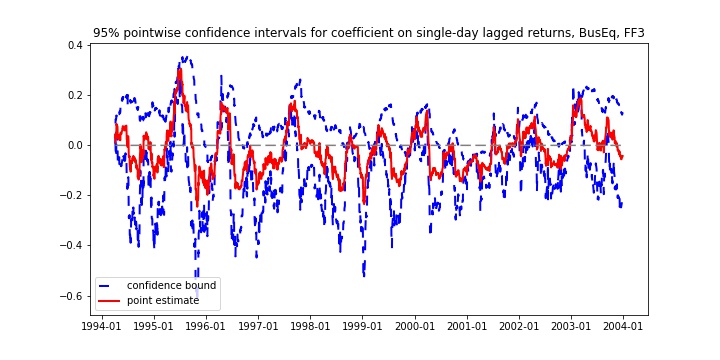 95% pointwise confidence intervals for coefficient on single-day lagged returns, BusEq, FF3
0.4
0.2
0.0
−0.2
−0.4
−0.6
confidence bound
point estimate
1994-01 1995-01 1996-01 1997-01 1998-01 1999-01 2000-01 2001-01 2002-01 2003-01 2004-01